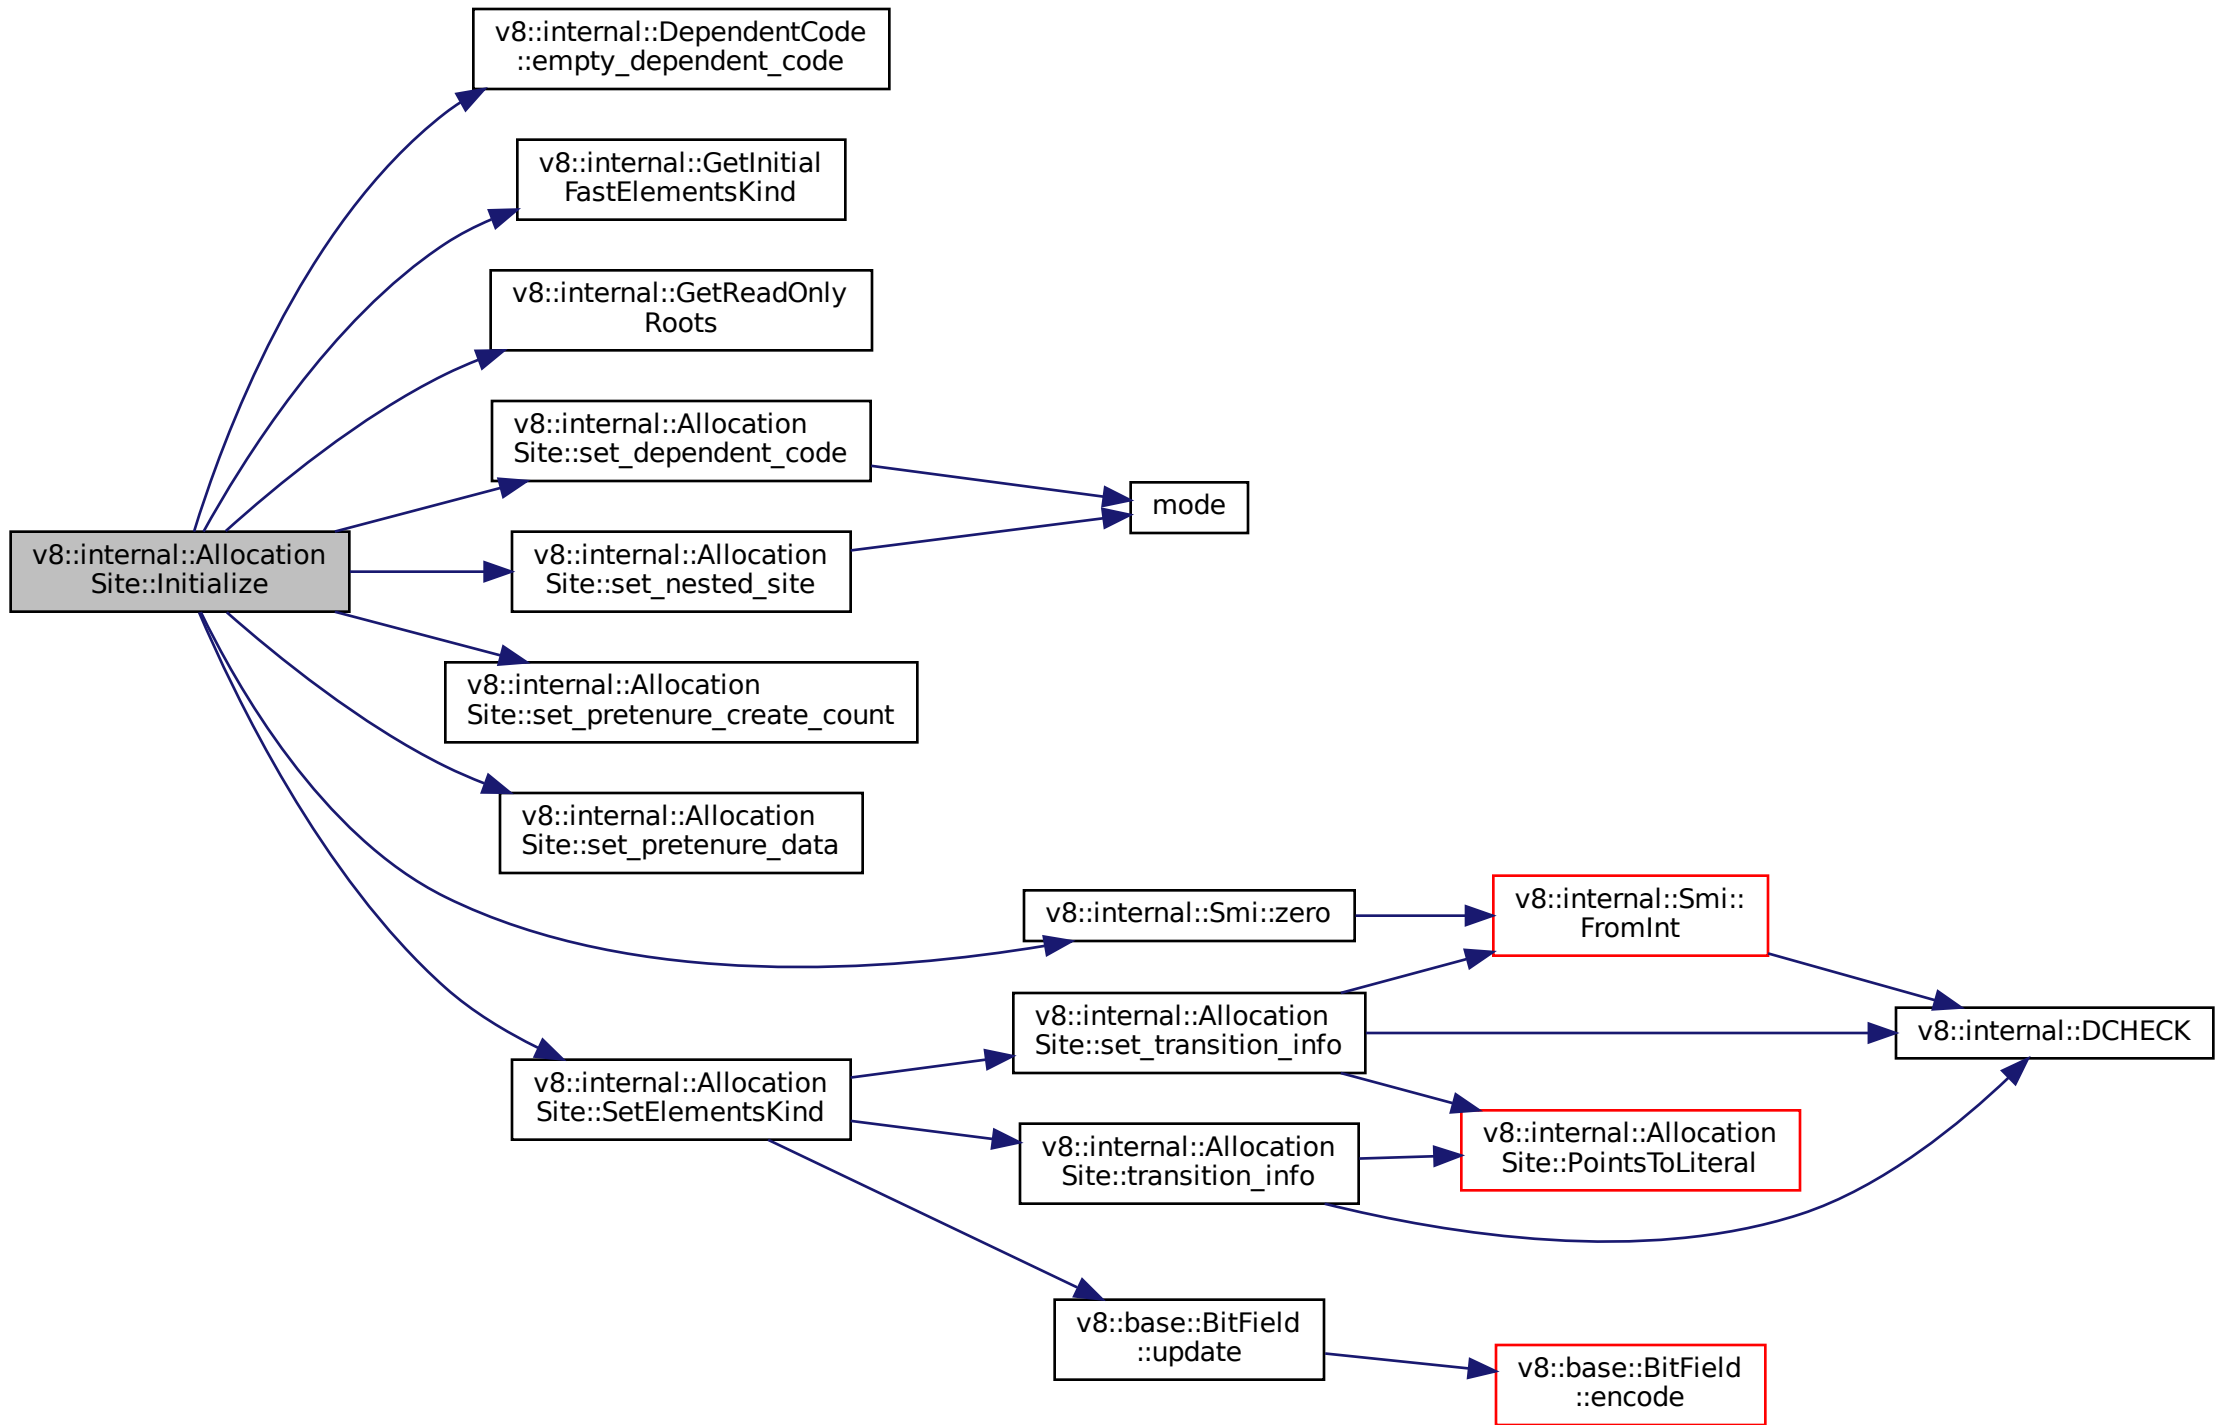 v8::internal::DependentCode
::empty_dependent_code
v8::internal::GetInitial
FastElementsKind
v8::internal::GetReadOnly
Roots
v8::internal::Allocation
Site::set_dependent_code
mode
v8::internal::Allocation
Site::Initialize
v8::internal::Allocation
Site::set_nested_site
v8::internal::Allocation
Site::set_pretenure_create_count
v8::internal::Allocation
Site::set_pretenure_data
v8::internal::Smi::zero
v8::internal::Smi::
FromInt
v8::internal::Allocation
Site::set_transition_info
v8::internal::DCHECK
v8::internal::Allocation
Site::SetElementsKind
v8::internal::Allocation
Site::transition_info
v8::internal::Allocation
Site::PointsToLiteral
v8::base::BitField
::update
v8::base::BitField
::encode